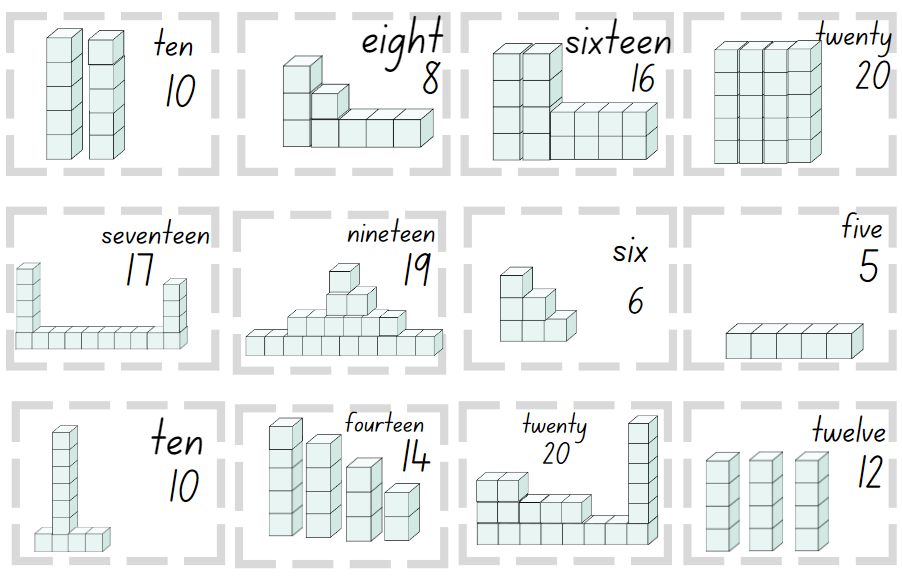 ten
10
eight
8
sixteen
16
twenty
20
seventeen
17
nineteen
19
six
6
five
5
ten
10
fourteen
14
twenty
20
twelve
12